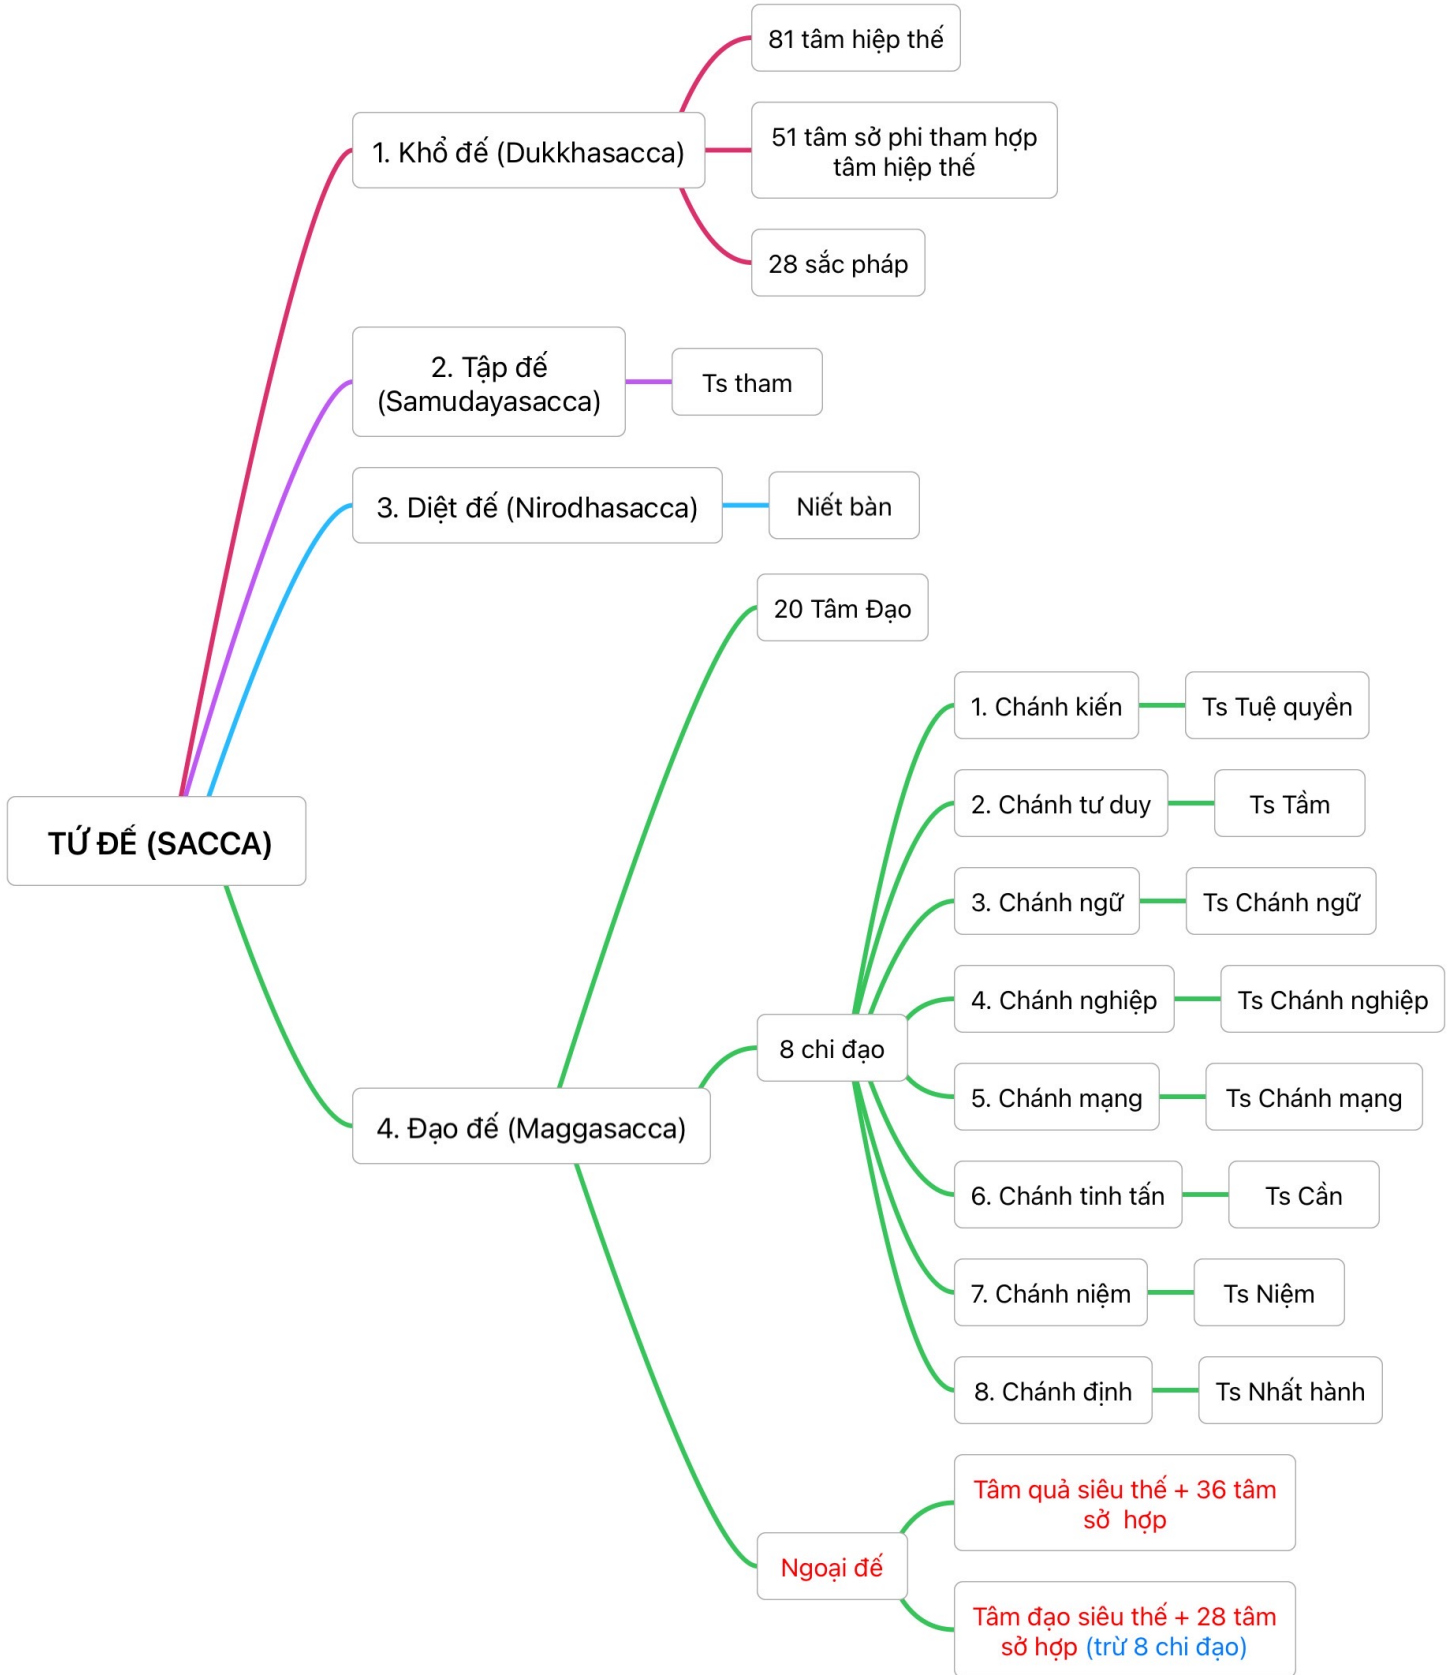 TỨ ĐẾ (SACCA)
1. Khổ đế (Dukkhasacca)
81 tâm hiệp thế
51 tâm sở phi tham hợp
tâm hiệp thế
28 sắc pháp
2. Tập đế
(Samudayasacca)
Ts tham
3. Diệt đế (Nirodhasacca)
Niết bàn
4. Đạo đế (Maggasacca)
20 Tâm Đạo
8 chi đạo
1. Chánh kiến
Ts Tuệ quyền
2. Chánh tư duy
Ts Tầm
3. Chánh ngữ
Ts Chánh ngữ
4. Chánh nghiệp
Ts Chánh nghiệp
5. Chánh mạng
Ts Chánh mạng
6. Chánh tinh tấn
Ts Cần
7. Chánh niệm
Ts Niệm
8. Chánh định
Ts Nhất hành
Ngoại đế
Tâm quả siêu thế + 36 tâm
sở hợp
Tâm đạo siêu thế + 28 tâm
sở hợp (trừ 8 chi đạo)